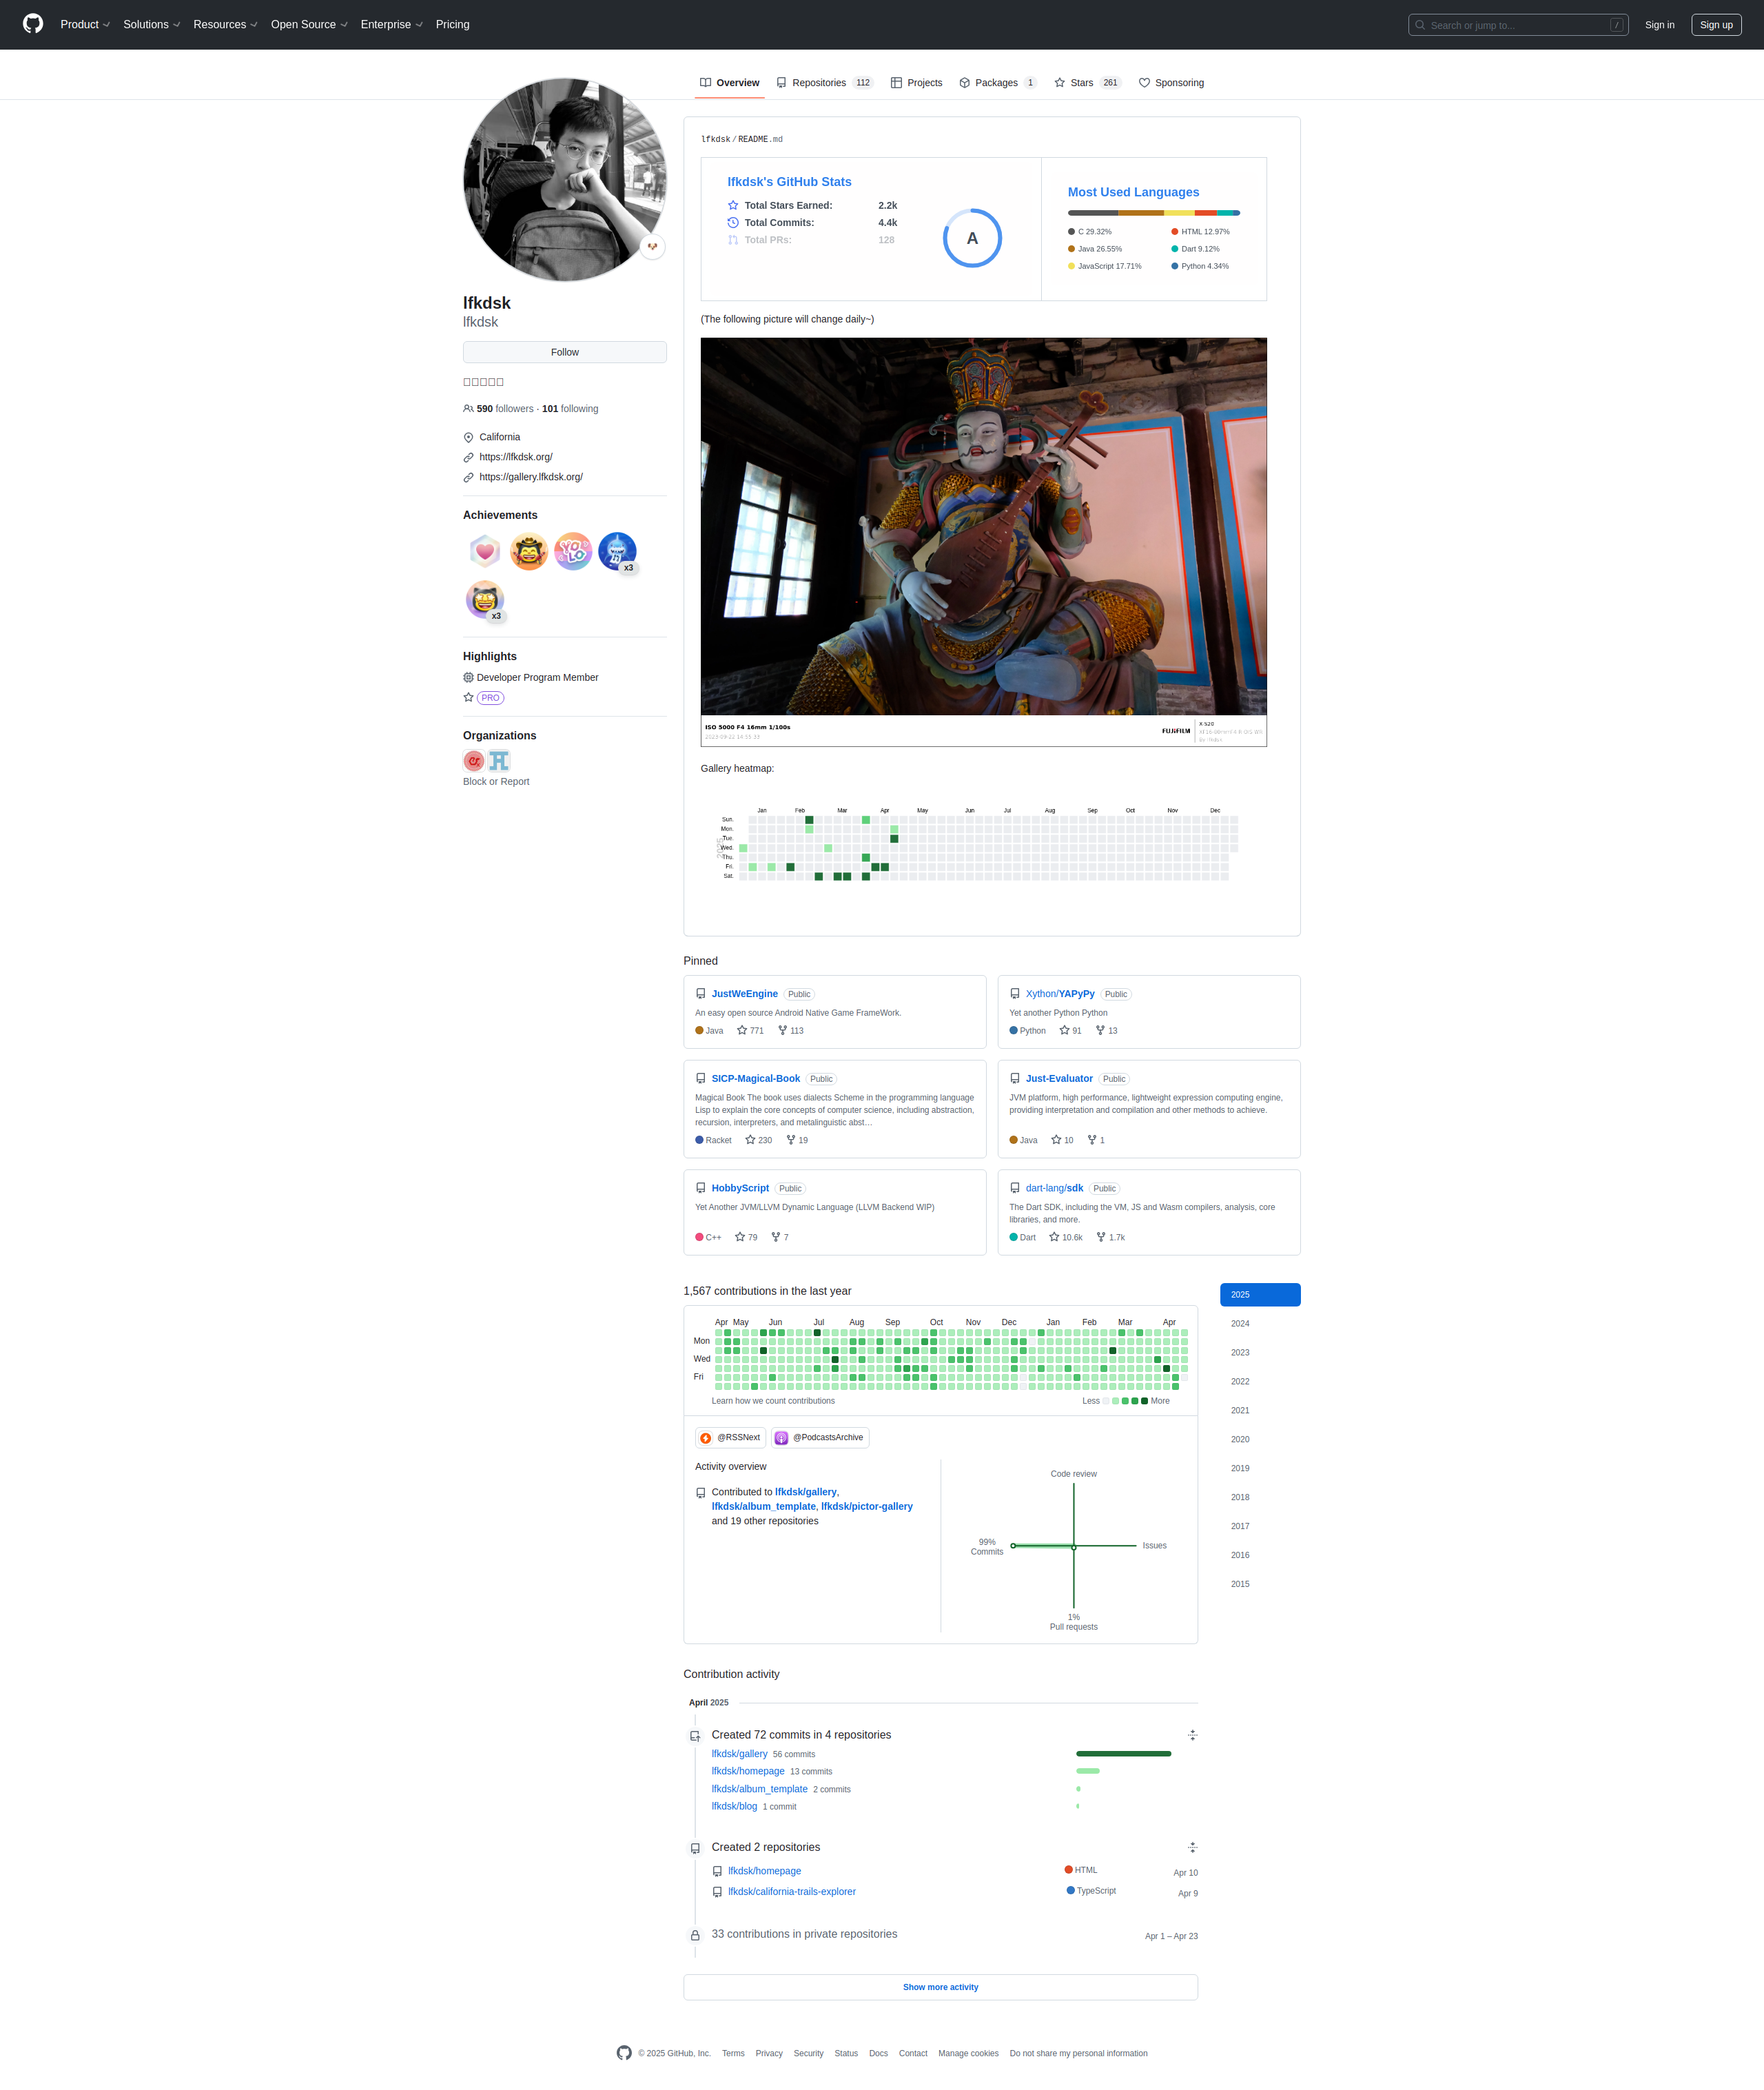 Product
Solutions
Resources
Open Source
Enterprise
Pricing
Search or jump to...
/
Sign in
Sign up
Overview
Repositories 112
Projects
Packages 1
Stars 261
Sponsoring
lfkdsk
lfkdsk
Follow
590 followers · 101 following
California
https://lfkdsk.org/
https://gallery.lfkdsk.org/
Achievements
YOLO
x3
x3
Highlights
Developer Program Member
PRO
Organizations
Block or Report
lfkdsk / README.md
lfkdsk's GitHub Stats
Total Stars Earned: 2.2k
Total Commits: 4.4k
Total PRs: 128
A
Most Used Languages
C 29.32%
HTML 12.97%
Java 26.55%
Dart 9.12%
JavaScript 17.71%
Python 4.34%
(The following picture will change daily~)
ISO 5000 F4 16mm 1/100s
FUJIFILM
Gallery heatmap:
Jan Feb Mar Apr May Jun Jul Aug Sep Oct Nov Dec
Sun.
Mon.
Tue.
Wed.
Thu.
Fri.
Sat.
2025
Pinned
JustWeEngine Public
An easy open source Android Native Game FrameWork.
Java 771 113
Xython/YAPyPy Public
Yet another Python Python
Python 91 13
SICP-Magical-Book Public
Magical Book The book uses dialects Scheme in the programming language
Lisp to explain the core concepts of computer science, including abstraction,
recursion, interpreters, and metalinguistic abst…
Racket 230 19
Just-Evaluator Public
JVM platform, high performance, lightweight expression computing engine,
providing interpretation and compilation and other methods to achieve.
Java 10 1
HobbyScript Public
Yet Another JVM/LLVM Dynamic Language (LLVM Backend WIP)
C++ 79 7
dart-lang/sdk Public
The Dart SDK, including the VM, JS and Wasm compilers, analysis, core
libraries, and more.
Dart 10.6k 1.7k
1,567 contributions in the last year
Apr May Jun Jul Aug Sep Oct Nov Dec Jan Feb Mar Apr
Mon
Wed
Fri
Learn how we count contributions
Less More
@RSSNext
@PodcastsArchive
Activity overview
Contributed to lfkdsk/gallery,
lfkdsk/album_template, lfkdsk/pictor-gallery
and 19 other repositories
Code review
99%
Commits
Issues
1%
Pull requests
2025
2024
2023
2022
2021
2020
2019
2018
2017
2016
2015
Contribution activity
April 2025
Created 72 commits in 4 repositories
lfkdsk/gallery 56 commits
lfkdsk/homepage 13 commits
lfkdsk/album_template 2 commits
lfkdsk/blog 1 commit
Created 2 repositories
lfkdsk/homepage HTML Apr 10
lfkdsk/california-trails-explorer TypeScript Apr 9
33 contributions in private repositories Apr 1 – Apr 23
Show more activity
© 2025 GitHub, Inc. Terms Privacy Security Status Docs Contact Manage cookies Do not share my personal information